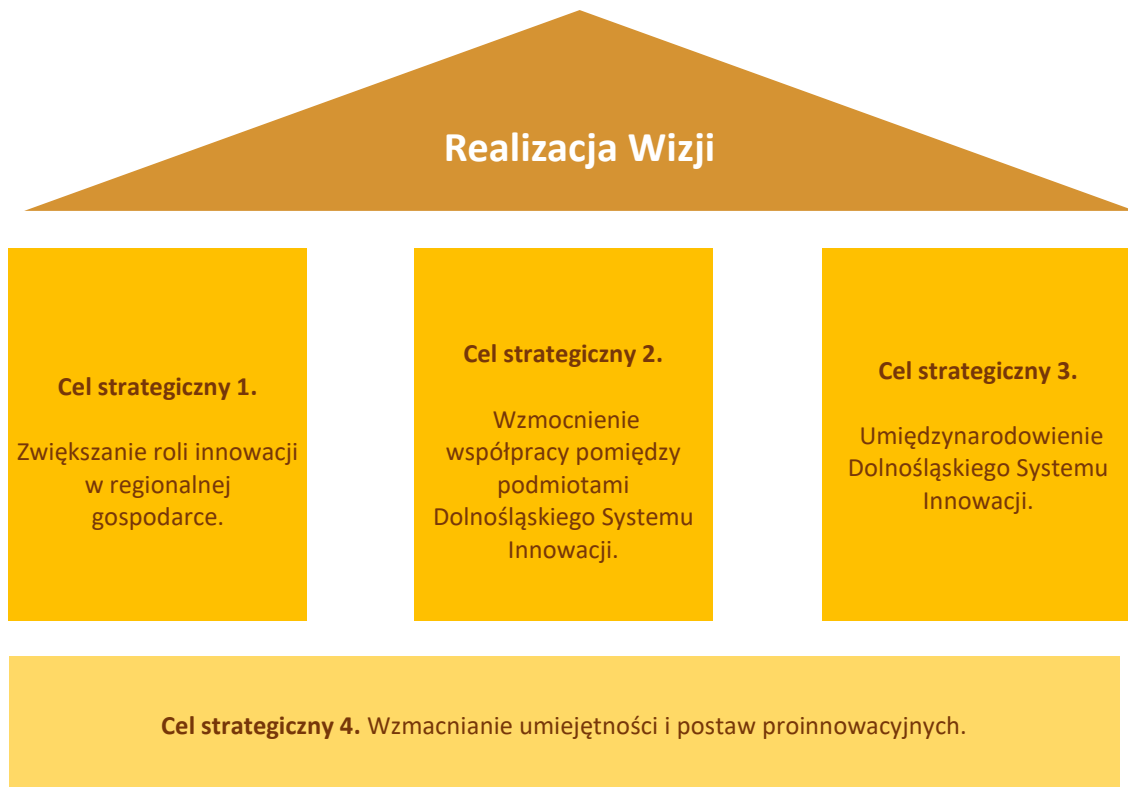 Realizacja Wizji
Cel strategiczny 1.
Zwiększanie roli innowacji
w regionalnej
gospodarce.
Cel strategiczny 2.
Wzmocnienie
współpracy pomiędzy
podmiotami
Dolnośląskiego Systemu
Innowacji.
Cel strategiczny 3.
Umiędzynarodowienie
Dolnośląskiego Systemu
Innowacji.
Cel strategiczny 4. Wzmacnianie umiejętności i postaw proinnowacyjnych.